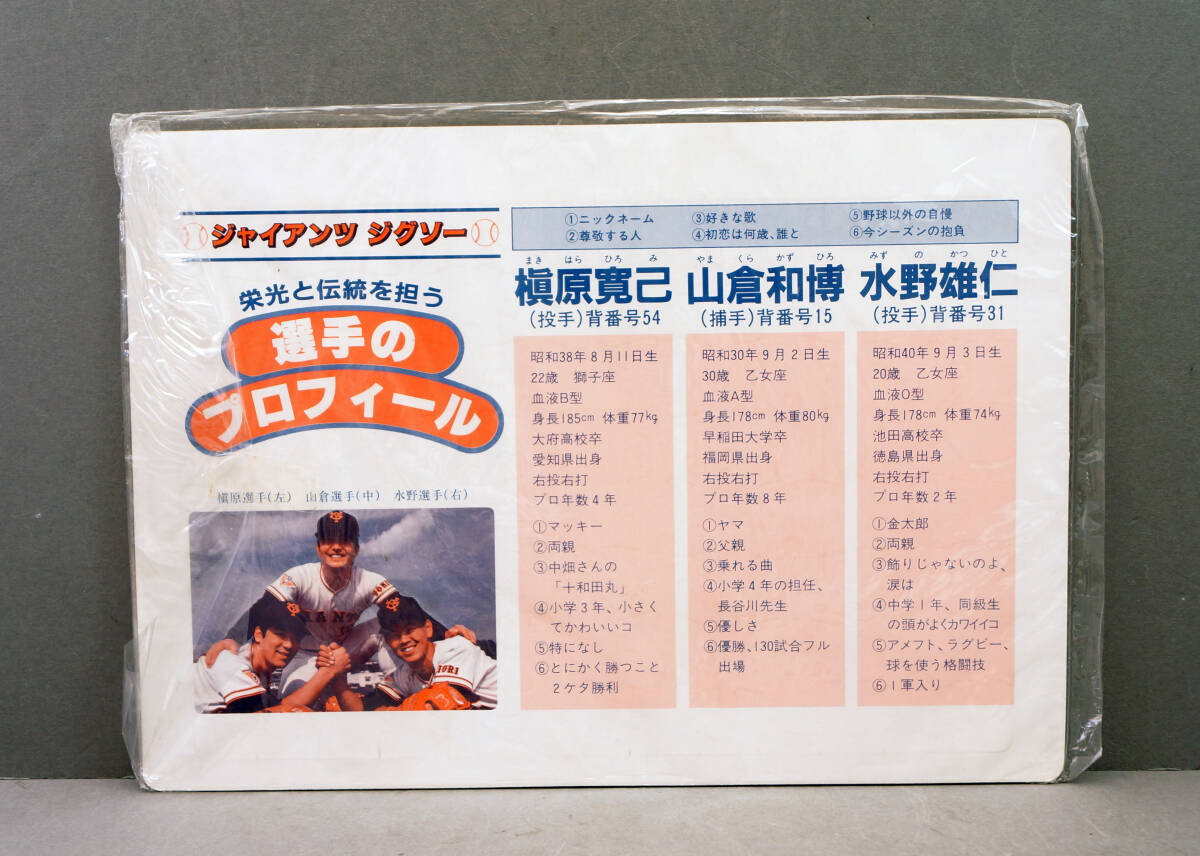 ジャイアンツ ジグソー
栄光と伝統を担う
選手の
プロフィール
槇原選手(左) 山倉選手(中) 水野選手(右)
①ニックネーム ③好きな歌 ⑤野球以外の自慢
②尊敬する人 ④初恋は何歳、誰と ⑥今シーズンの抱負
まき はら ひろ み
槇原寛己
(投手)背番号54
昭和38年8月11日生
22歳 獅子座
血液B型
身長185cm 体重77kg
大府高校卒
愛知県出身
右投右打
プロ年数4年
①マッキー
②両親
③中畑さんの
「十和田丸」
④小学3年、小さく
てかわいいコ
⑤特になし
⑥とにかく勝つこと
2ケタ勝利
やま くら かず ひろ
山倉和博
(捕手)背番号15
昭和30年9月2日生
30歳 乙女座
血液A型
身長178cm 体重80kg
早稲田大学卒
福岡県出身
右投右打
プロ年数8年
①ヤマ
②父親
③乗れる曲
④小学4年の担任、
長谷川先生
⑤優しさ
⑥優勝、130試合フル
出場
みず の かつ ひと
水野雄仁
(投手)背番号31
昭和40年9月3日生
20歳 乙女座
血液O型
身長178cm 体重74kg
池田高校卒
徳島県出身
右投右打
プロ年数2年
①金太郎
②両親
③飾りじゃないのよ、
涙は
④中学1年、同級生
の頭がよくカワイイコ
⑤アメフト、ラグビー、
球を使う格闘技
⑥1軍入り